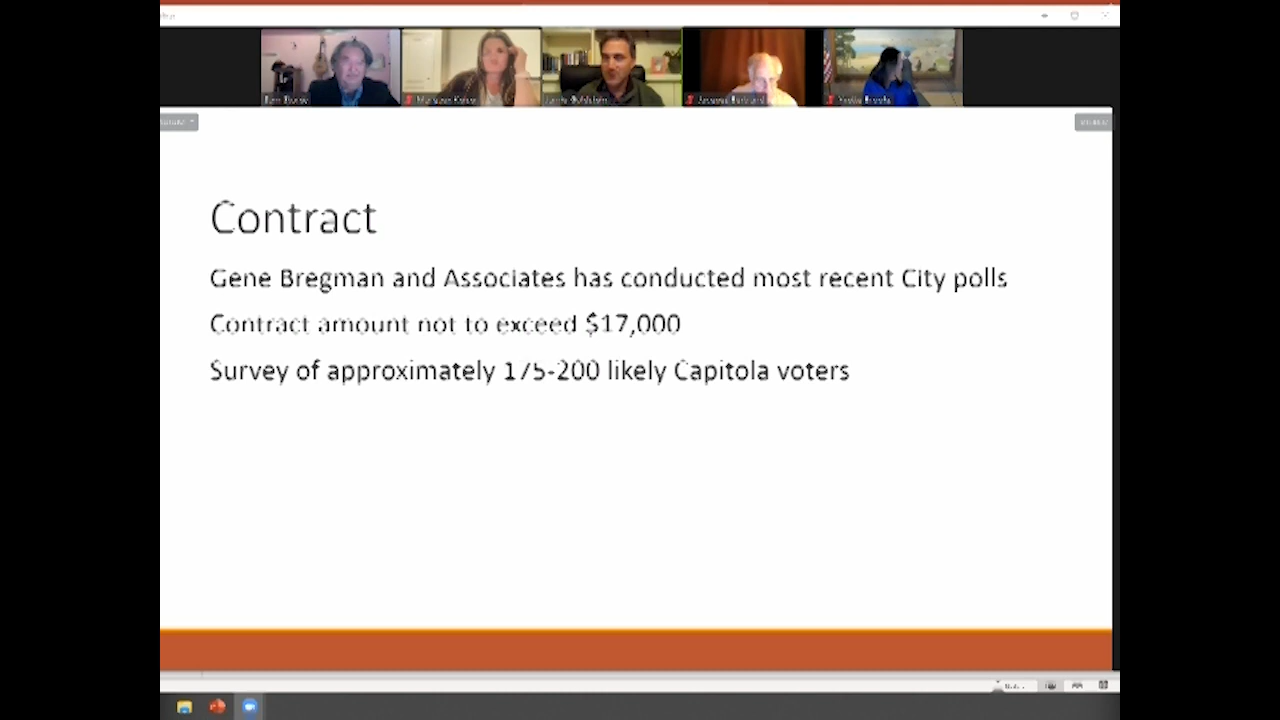 Contract
Gene Bregman and Associates has conducted most recent City polls
Contract amount not to exceed $17,000
Survey of approximately 175-200 likely Capitola voters